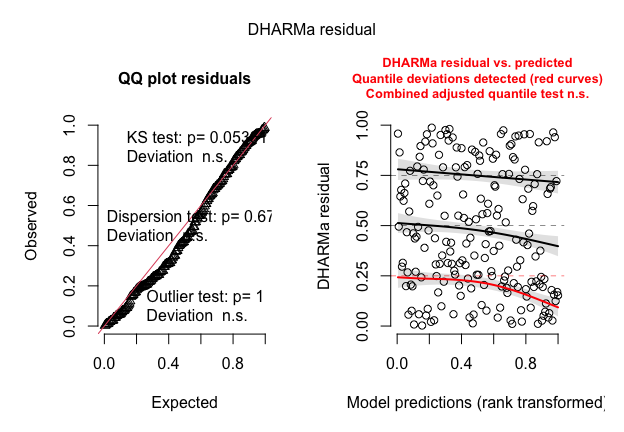 DHARMa residual
QQ plot residuals
KS test: p= 0.053
Deviation n.s.
Dispersion test: p= 0.67
Deviation n.s.
Outlier test: p= 1
Deviation n.s.
Observed
1.0
0.8
0.6
0.4
0.2
0.0
0.0
0.4
0.8
Expected
DHARMa residual vs. predicted
Quantile deviations detected (red curves)
Combined adjusted quantile test n.s.
DHARMa residual
1.00
0.75
0.50
0.25
0.00
0.0
0.4
0.8
Model predictions (rank transformed)